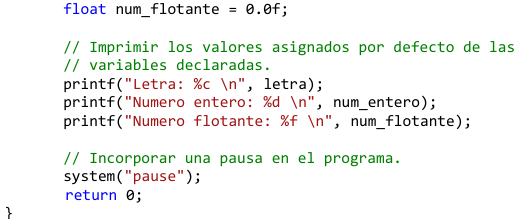 float num_flotante = 0.0f;
// Imprimir los valores asignados por defecto de las
// variables declaradas.
printf("Letra: %c \n", letra);
printf("Numero entero: %d \n", num_entero);
printf("Numero flotante: %f \n", num_flotante);
// Incorporar una pausa en el programa.
system("pause");
return 0;
}